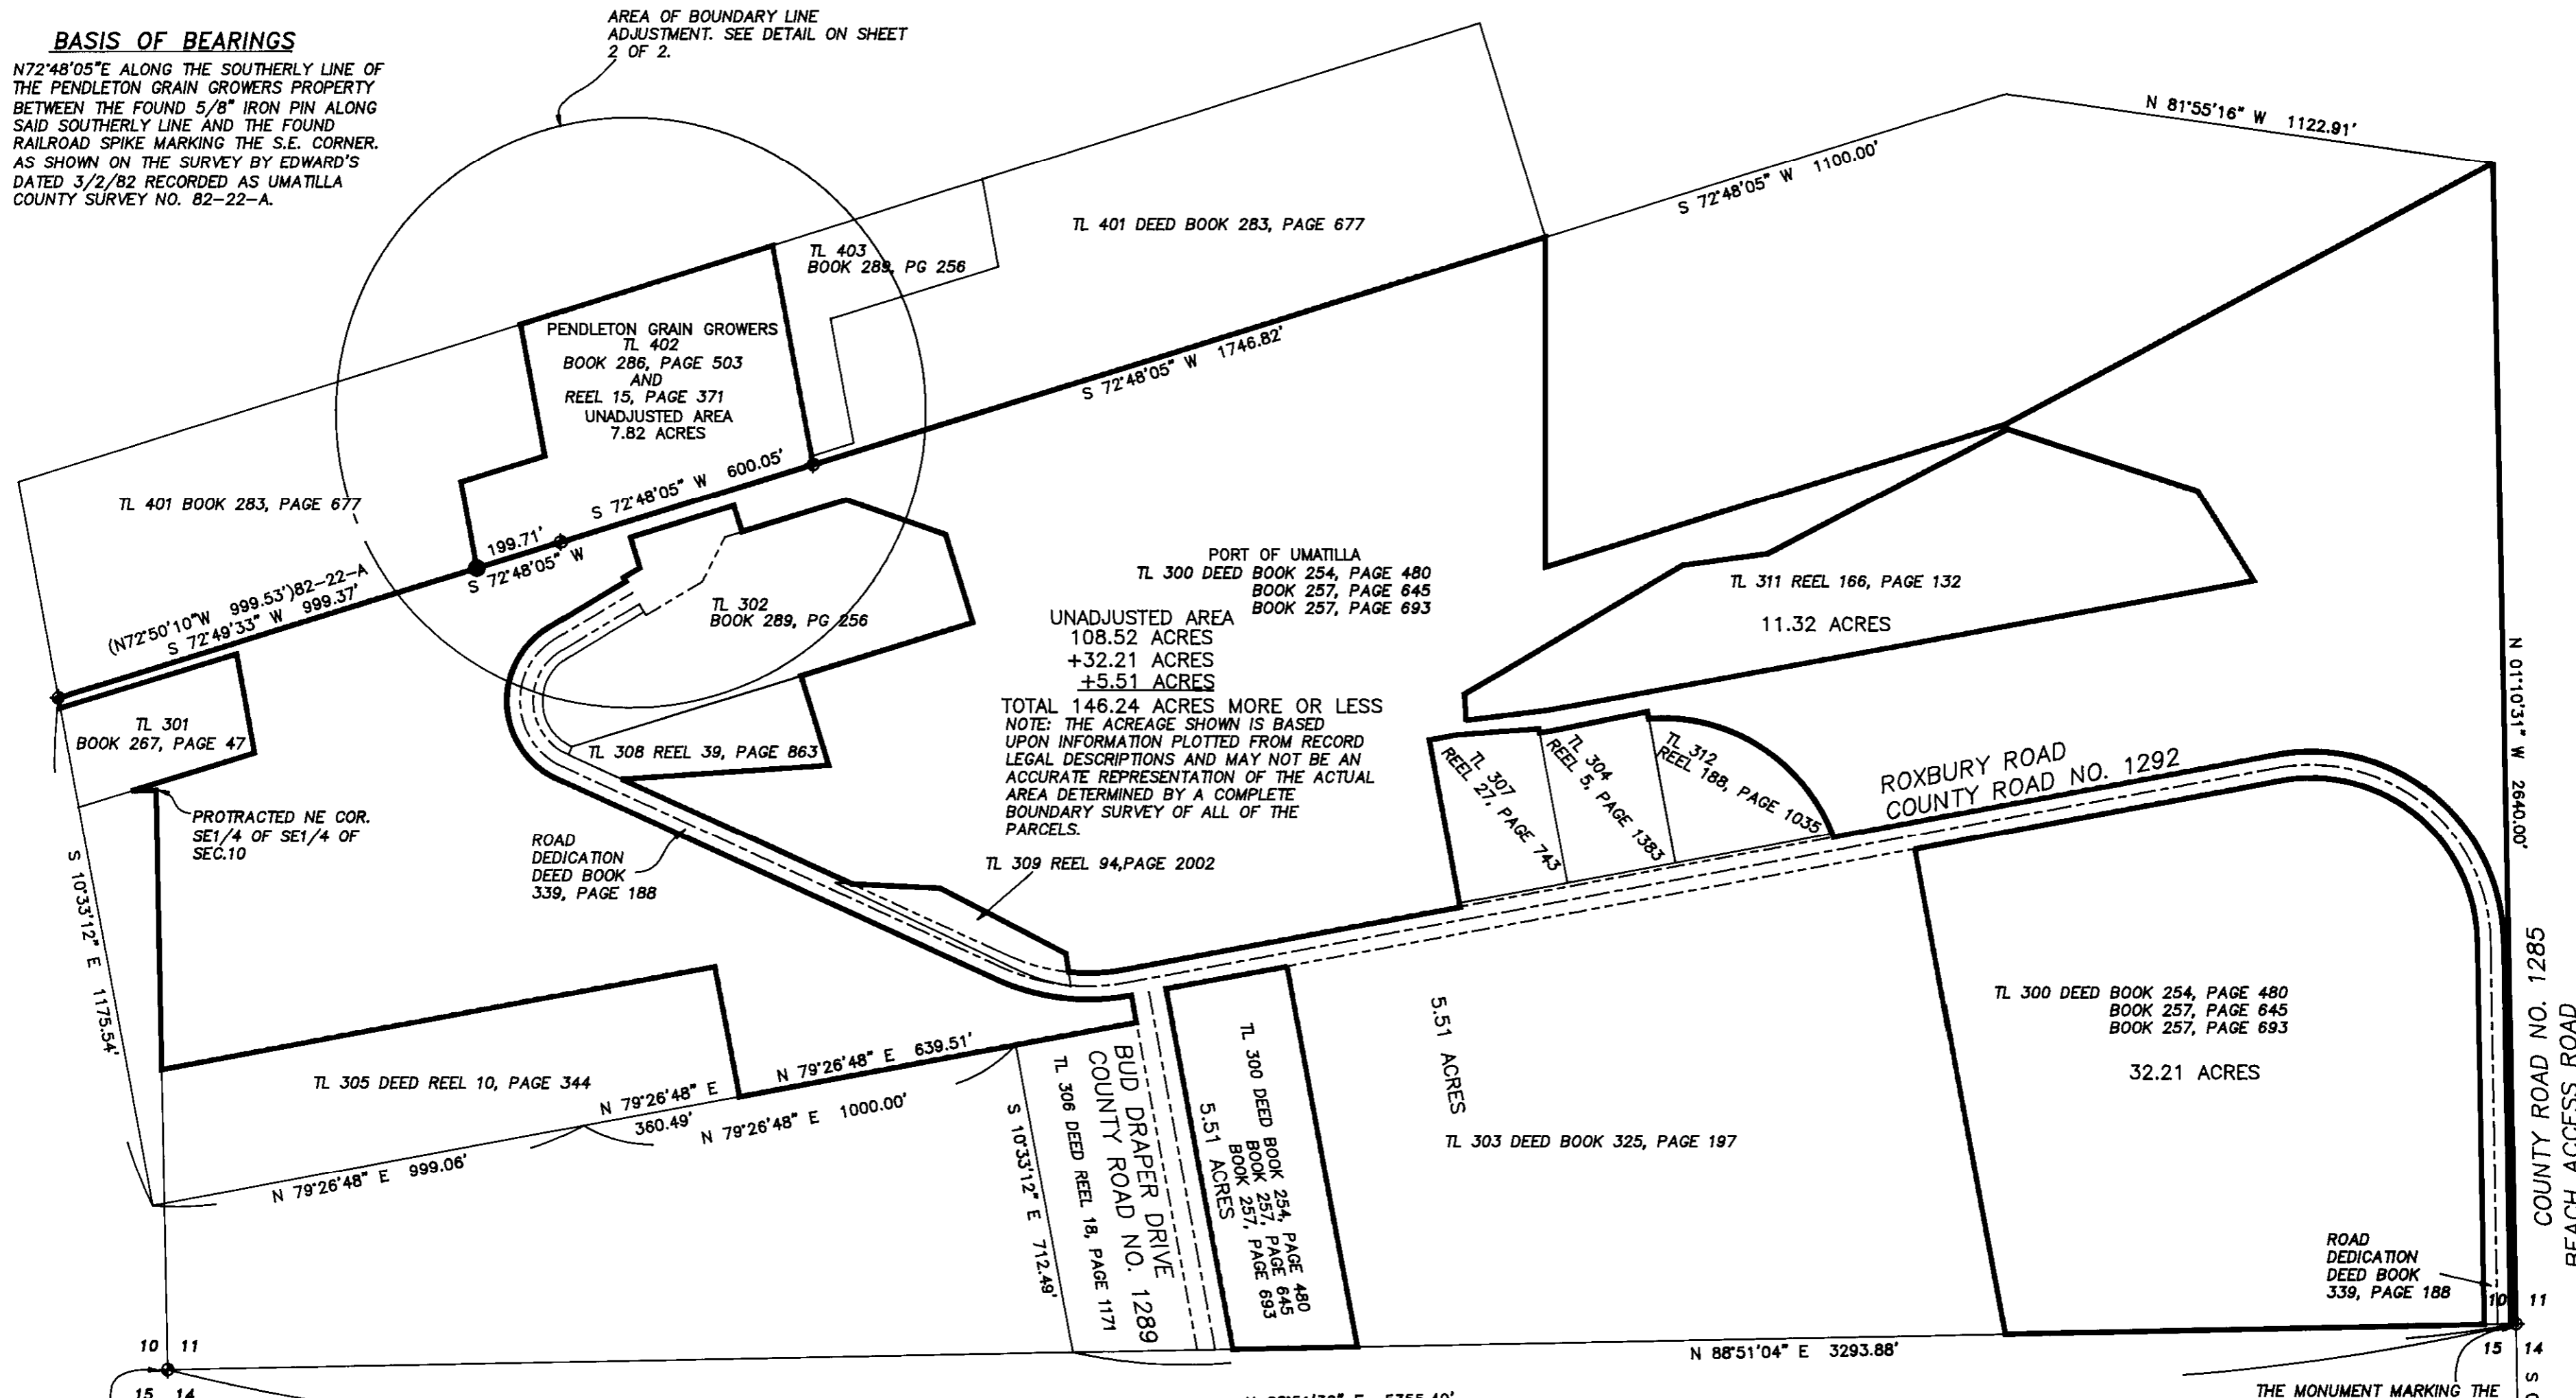 BASIS OF BEARINGS
N72°48'05"E ALONG THE SOUTHERLY LINE OF
THE PENDLETON GRAIN GROWERS PROPERTY
BETWEEN THE FOUND 5/8" IRON PIN ALONG
SAID SOUTHERLY LINE AND THE FOUND
RAILROAD SPIKE MARKING THE S.E. CORNER.
AS SHOWN ON THE SURVEY BY EDWARD'S
DATED 3/2/82 RECORDED AS UMATILLA
COUNTY SURVEY NO. 82-22-A.
AREA OF BOUNDARY LINE
ADJUSTMENT. SEE DETAIL ON SHEET
2 OF 2.
N 81°55'16" W 1122.91'
S 72°48'05" W 1100.00'
TL 401 DEED BOOK 283, PAGE 677
TL 403
BOOK 289, PG 256
PENDLETON GRAIN GROWERS
TL 402
BOOK 286, PAGE 503
AND
REEL 15, PAGE 371
UNADJUSTED AREA
7.82 ACRES
S 72°48'05" W 1746.82'
S 72°48'05" W 600.05'
TL 401 BOOK 283, PAGE 677
199.71'
S 72°48'05" W
(N72°50'10"W 999.53')82-22-A
S 72°49'33" W 999.37'
TL 302
BOOK 289, PG 256
PORT OF UMATILLA
TL 300 DEED BOOK 254, PAGE 480
BOOK 257, PAGE 645
BOOK 257, PAGE 693
UNADJUSTED AREA
108.52 ACRES
+32.21 ACRES
+5.51 ACRES
TOTAL 146.24 ACRES MORE OR LESS
NOTE: THE ACREAGE SHOWN IS BASED
UPON INFORMATION PLOTTED FROM RECORD
LEGAL DESCRIPTIONS AND MAY NOT BE AN
ACCURATE REPRESENTATION OF THE ACTUAL
AREA DETERMINED BY A COMPLETE
BOUNDARY SURVEY OF ALL OF THE
PARCELS.
TL 311 REEL 166, PAGE 132
11.32 ACRES
N 01°10'31" W 2640.00'
TL 301
BOOK 267, PAGE 47
TL 308 REEL 39, PAGE 863
TL 307
REEL 27, PAGE 743
TL 304
REEL 5, PAGE 1383
TL 312
REEL 188, PAGE 1035
ROXBURY ROAD
COUNTY ROAD NO. 1292
PROTRACTED NE COR.
SE1/4 OF SE1/4 OF
SEC.10
ROAD
DEDICATION
DEED BOOK
339, PAGE 188
TL 309 REEL 94,PAGE 2002
S 10°33'12" E 1175.54'
TL 305 DEED REEL 10, PAGE 344
N 79°26'48" E 639.51'
N 79°26'48" E
360.49'
N 79°26'48" E 1000.00'
N 79°26'48" E 999.06'
S 10°33'12" E 712.49'
TL 306 DEED REEL 18, PAGE 1171
BUD DRAPER DRIVE
COUNTY ROAD NO. 1289
TL 300 DEED BOOK 254, PAGE 480
BOOK 257, PAGE 645
BOOK 257, PAGE 693
5.51 ACRES
5.51 ACRES
TL 303 DEED BOOK 325, PAGE 197
TL 300 DEED BOOK 254, PAGE 480
BOOK 257, PAGE 645
BOOK 257, PAGE 693
32.21 ACRES
COUNTY ROAD NO. 1285
BEACH ACCESS ROAD
ROAD
DEDICATION
DEED BOOK
339, PAGE 188
10 11
15 14
N 88°51'04" E 3293.88'
10 11
15 14
THE MONUMENT MARKING THE